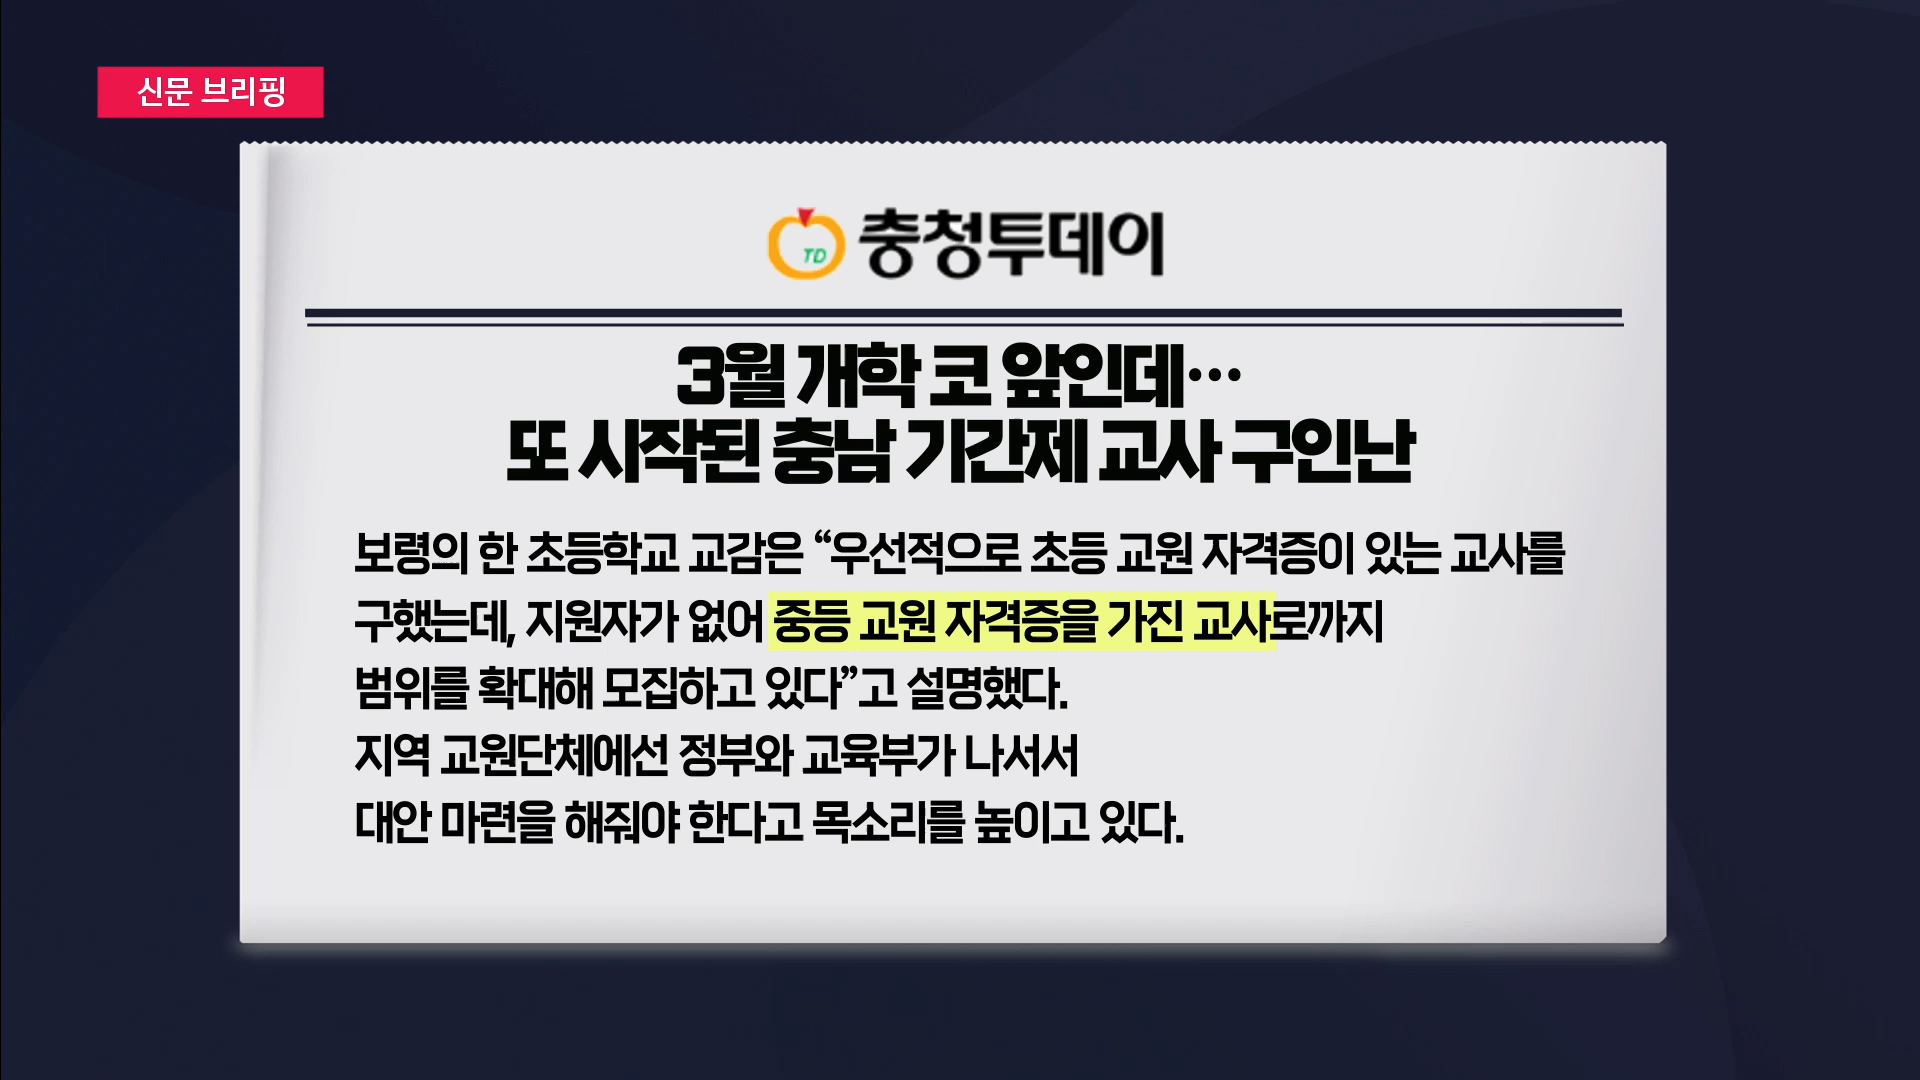 신문 브리핑
TD 충청투데이
3월 개학 코 앞인데…
또 시작된 충남 기간제 교사 구인난
보령의 한 초등학교 교감은 “우선적으로 초등 교원 자격증이 있는 교사를
구했는데, 지원자가 없어 중등 교원 자격증을 가진 교사로까지
범위를 확대해 모집하고 있다”고 설명했다.
지역 교원단체에선 정부와 교육부가 나서서
대안 마련을 해줘야 한다고 목소리를 높이고 있다.